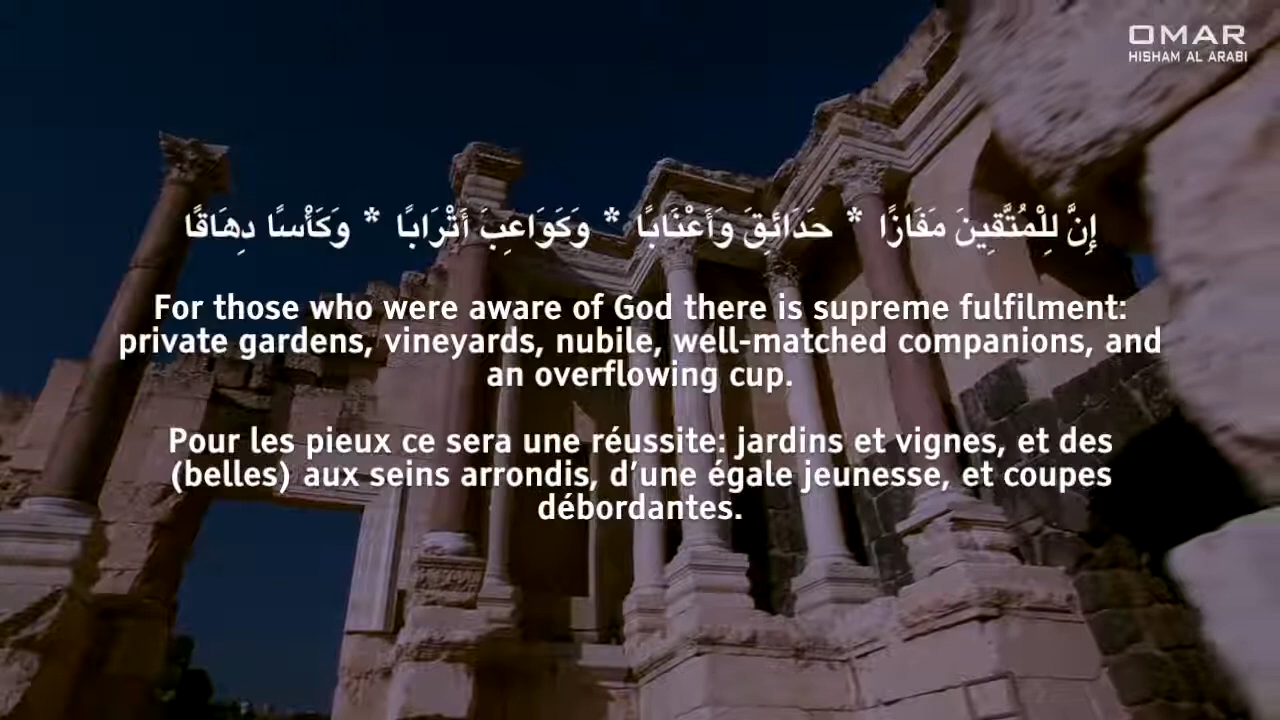 OMAR
HISHAM AL ARABI
إِنَّ لِلْمُتَّقِينَ مَفَازًا * حَدَائِقَ وَأَعْنَابًا * وَكَوَاعِبَ أَتْرَابًا * وَكَأْسًا دِهَاقًا
For those who were aware of God there is supreme fulfilment:
private gardens, vineyards, nubile, well-matched companions, and
an overflowing cup.
Pour les pieux ce sera une réussite: jardins et vignes, et des
(belles) aux seins arrondis, d’une égale jeunesse, et coupes
débordantes.